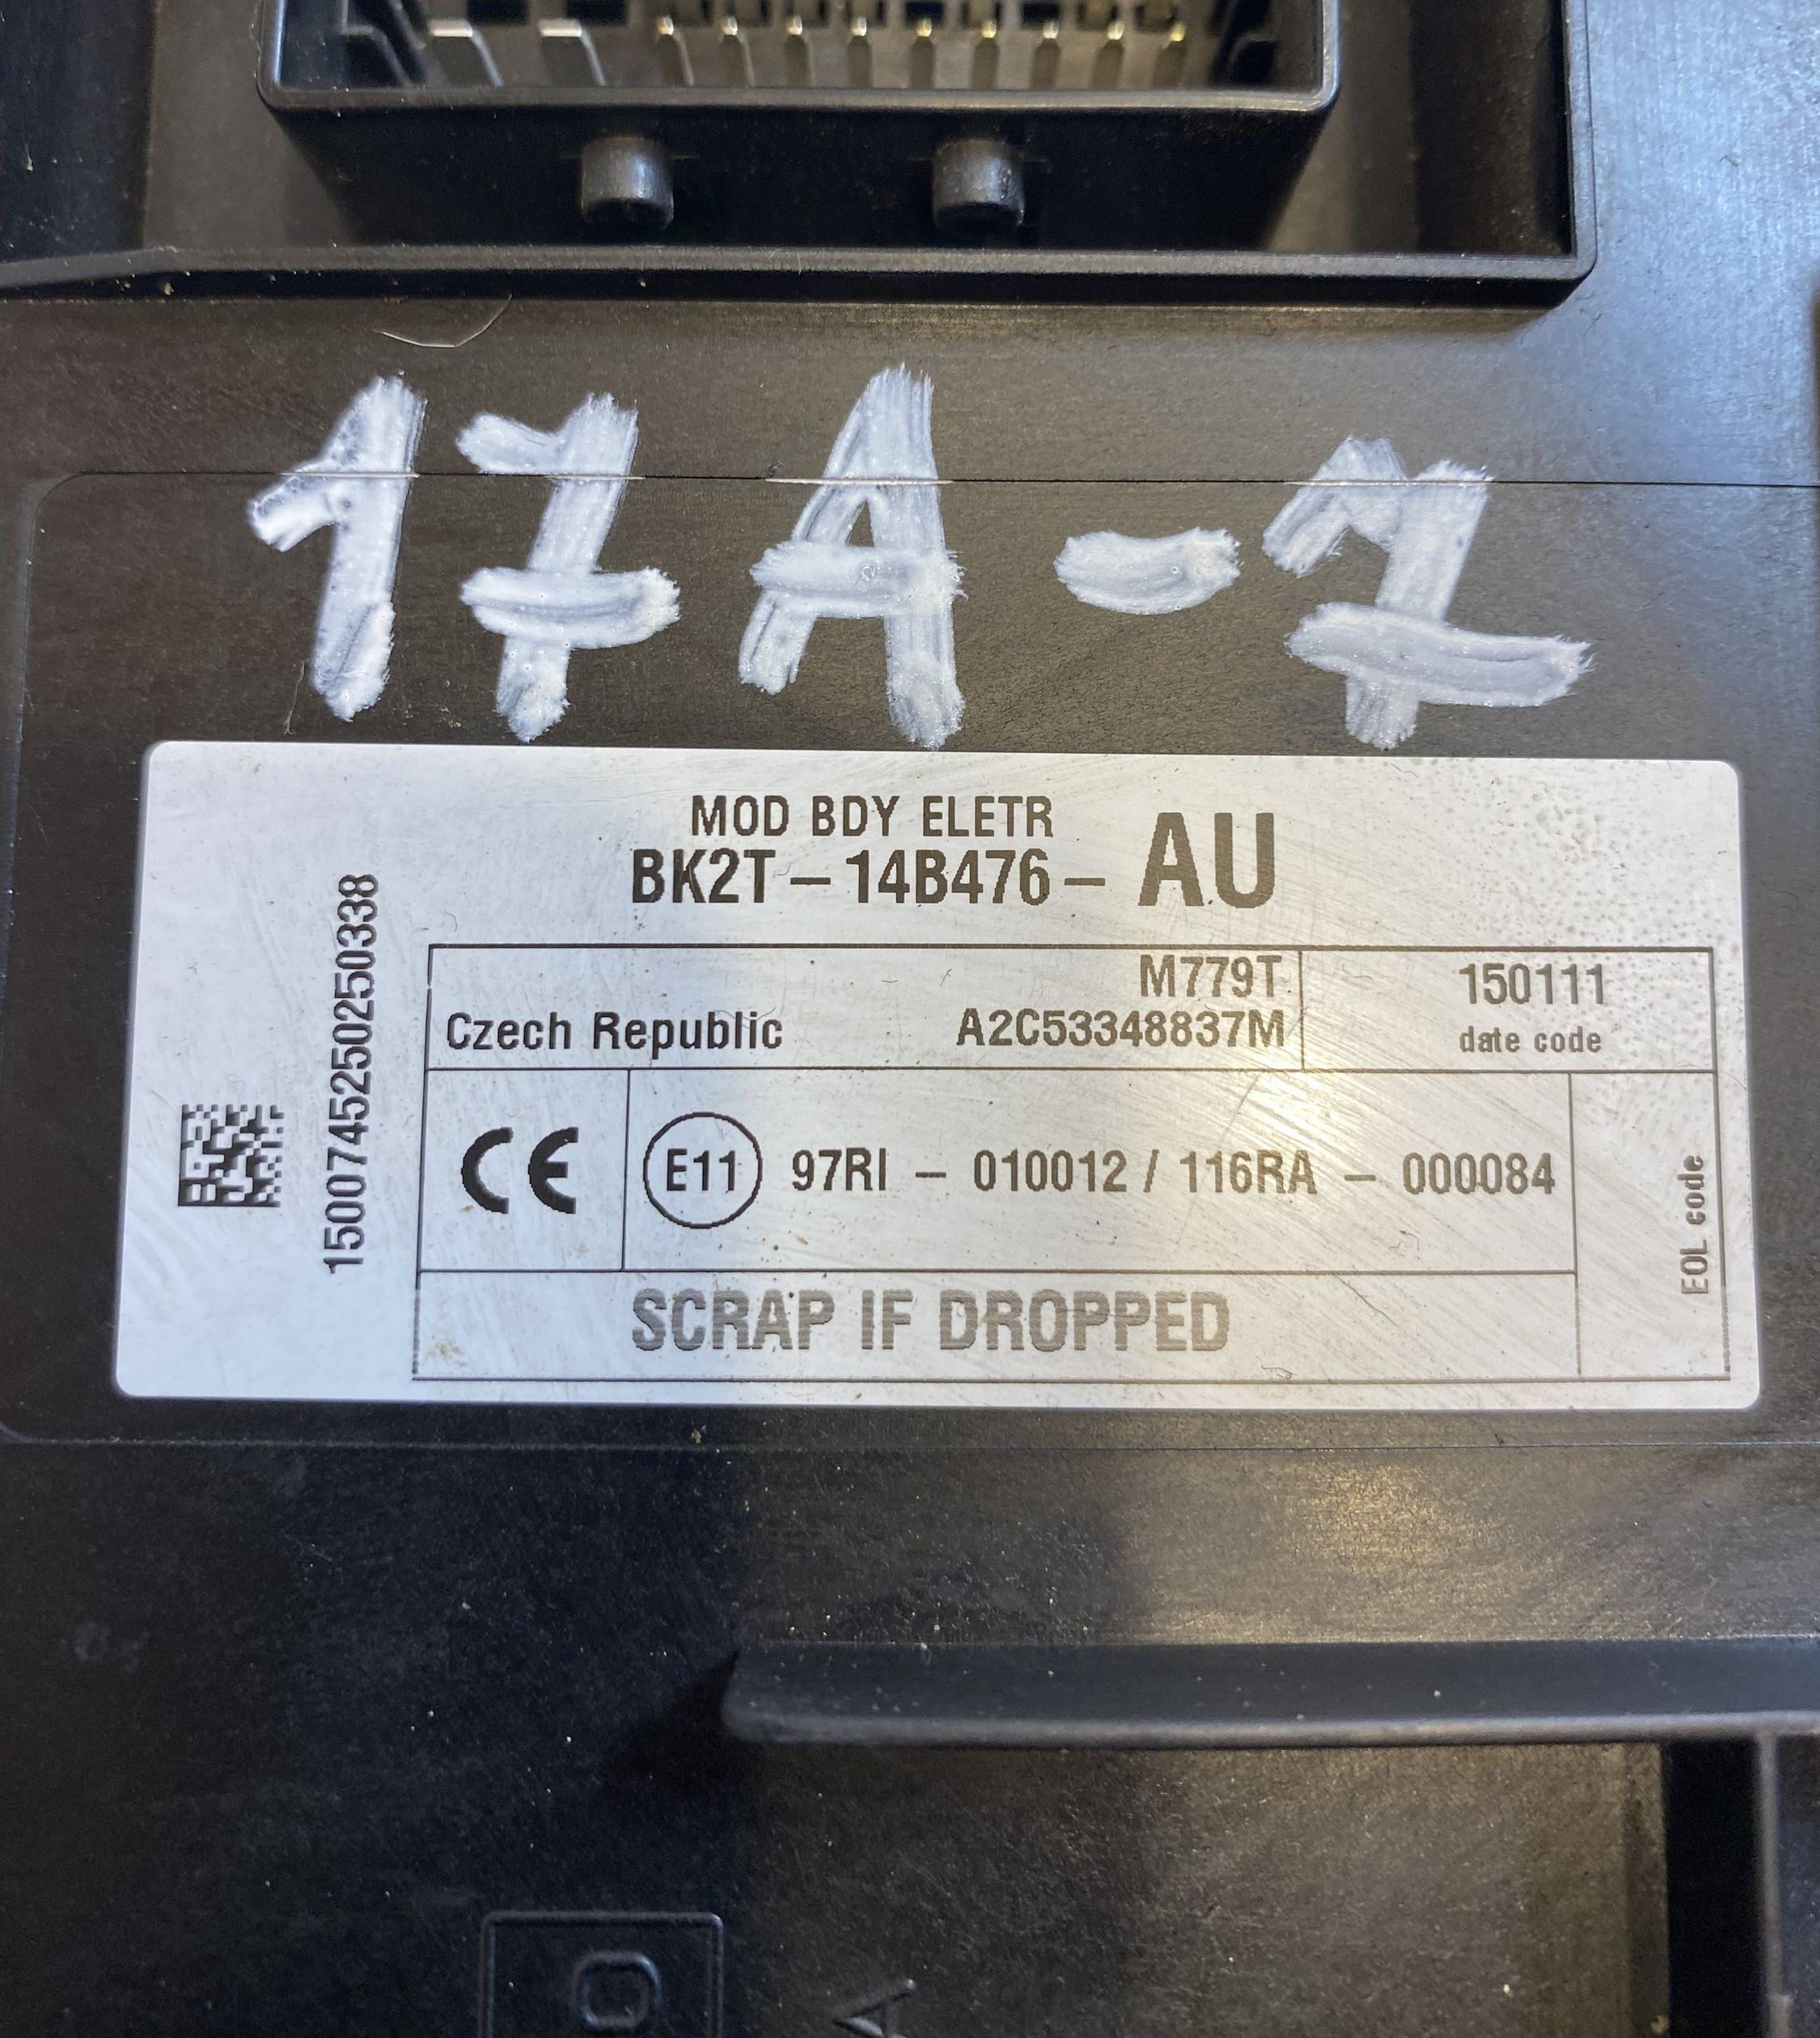 17A-7
MOD BDY ELETR
BK2T-14B476-AU
M779T
Czech Republic A2C53348837M
150111
date code
1500745250250338
CE E11 97RI - 010012 / 116RA - 000084
EOL code
SCRAP IF DROPPED